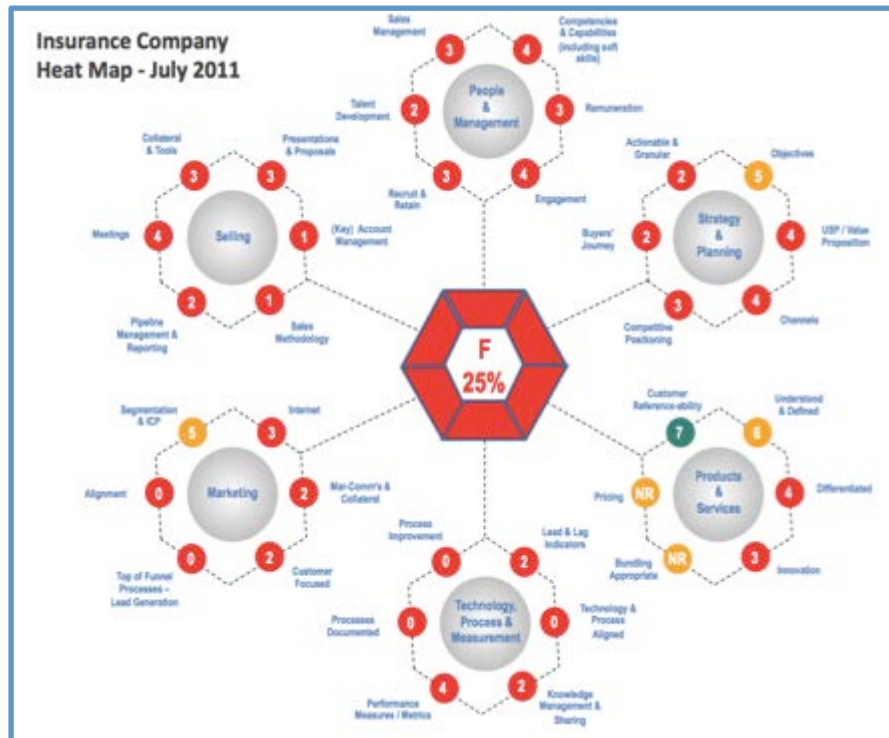 Insurance Company
Heat Map - July 2011
Sales
Management
3
4
Competencies
& Capabilities
(including soft
skills)
Talent
Development
2
People
&
Management
3
Remuneration
Recruit &
Retain
3
4
Engagement
Collateral
& Tools
3
3
Presentations
& Proposals
Meetings
4
Selling
1
(Key) Account
Management
Pipeline
Management &
Reporting
2
1
Sales
Methodology
Actionable &
Granular
2
5
Objectives
Buyers'
Journey
2
Strategy
&
Planning
4
USP / Value
Proposition
Competitive
Positioning
3
4
Channels
F
25%
Segmentation
& ICP
5
3
Internet
Alignment
0
Marketing
2
Mar-Comm's &
Collateral
Top of Funnel
Processes –
Lead Generation
0
2
Customer
Focused
Customer
Reference-ability
7
6
Understood
& Defined
Pricing
NR
Products
&
Services
4
Differentiated
Bundling
Appropriate
NR
3
Innovation
Process
Improvement
0
2
Lead & Lag
Indicators
Processes
Documented
0
Technology,
Process &
Measurement
0
Technology &
Process
Aligned
Performance
Measures / Metrics
4
2
Knowledge
Management &
Sharing